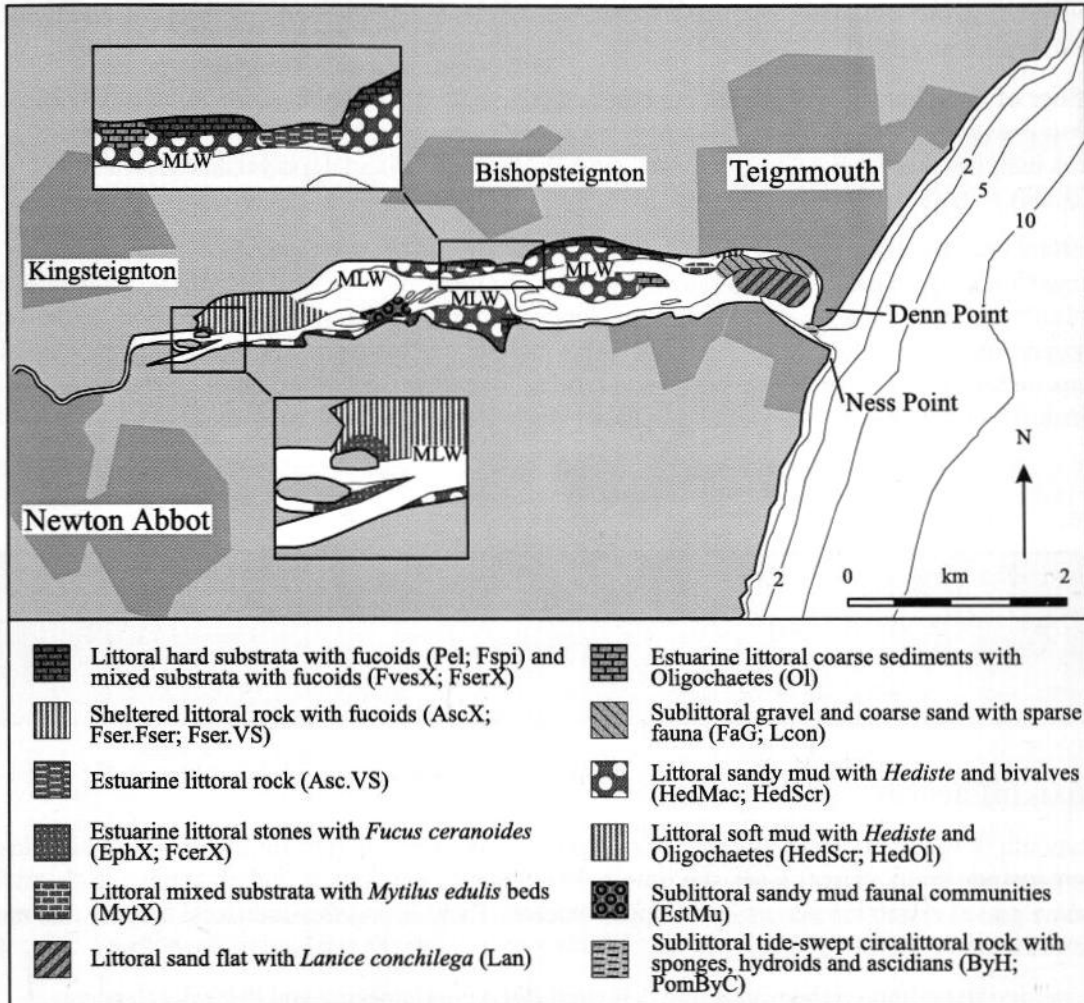 MLW
Bishopsteignton
Teignmouth
2
5
10
Kingsteignton
MLW
MLW
MLW
Denn Point
Ness Point
MLW
N
Newton Abbot
2
0 km 2
Littoral hard substrata with fucoids (Pel; Fspi) and
mixed substrata with fucoids (FvesX; FserX)
Sheltered littoral rock with fucoids (AscX;
Fser.Fser; Fser.VS)
Estuarine littoral rock (Asc.VS)
Estuarine littoral stones with Fucus ceranoides
(EphX; FcerX)
Littoral mixed substrata with Mytilus edulis beds
(MytX)
Littoral sand flat with Lanice conchilega (Lan)
Estuarine littoral coarse sediments with
Oligochaetes (Ol)
Sublittoral gravel and coarse sand with sparse
fauna (FaG; Lcon)
Littoral sandy mud with Hediste and bivalves
(HedMac; HedScr)
Littoral soft mud with Hediste and
Oligochaetes (HedScr; HedOl)
Sublittoral sandy mud faunal communities
(EstMu)
Sublittoral tide-swept circalittoral rock with
sponges, hydroids and ascidians (ByH;
PomByC)